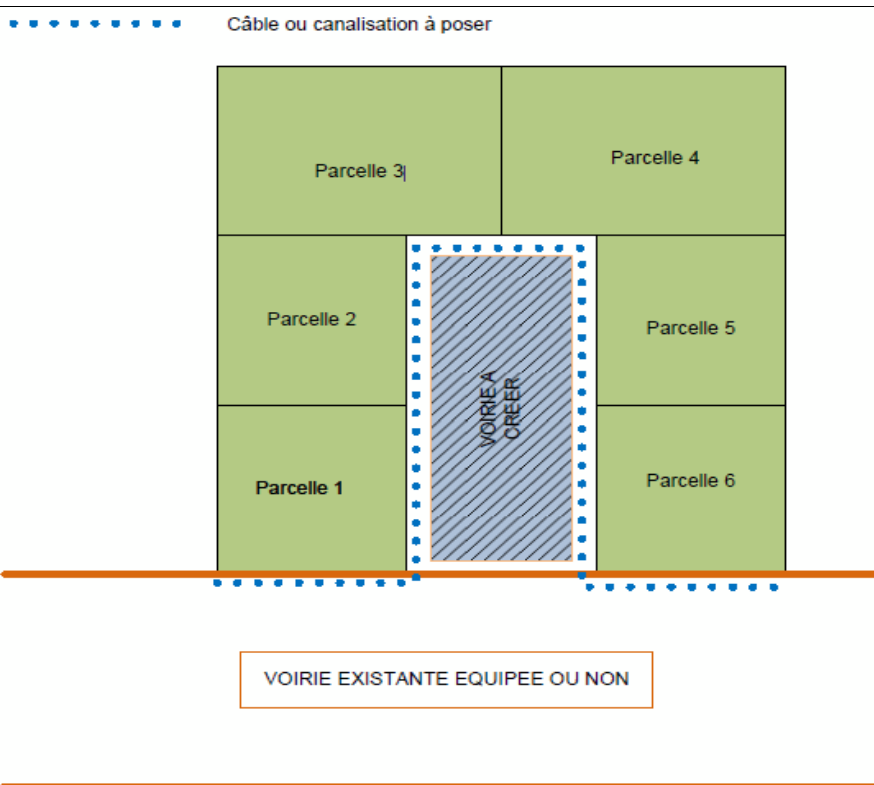 Câble ou canalisation à poser
Parcelle 3
Parcelle 4
Parcelle 2
Parcelle 5
VOIRIE A
CREER
Parcelle 1
Parcelle 6
VOIRIE EXISTANTE EQUIPEE OU NON